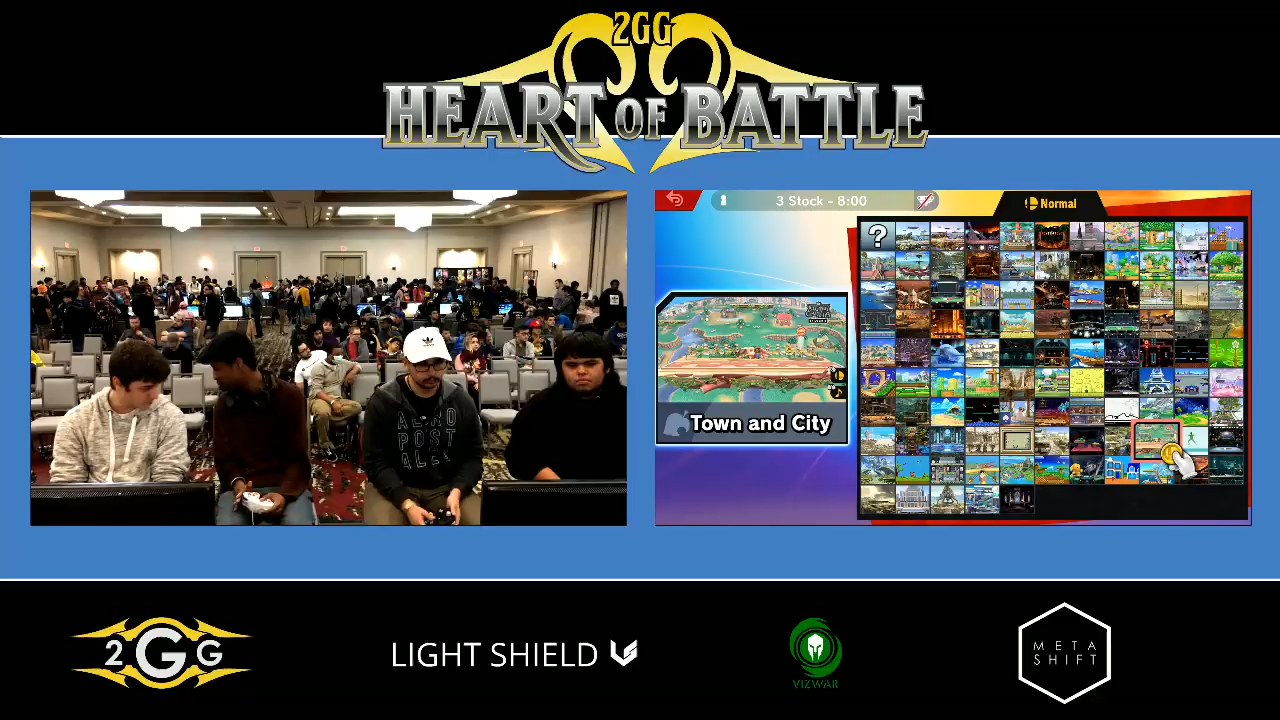 2GG
HEART OF BATTLE
3 Stock - 8:00
Normal
?
Town and City
AERO
POST
ALE
2GG
LIGHT SHIELD
VIZWAR
META
SHIFT